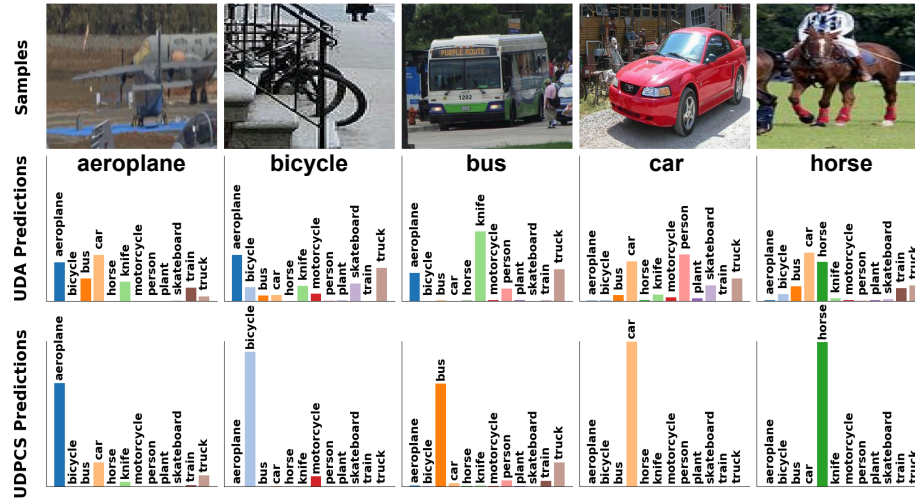 Samples
PURPLE ROUTE
1202
aeroplane
bicycle
bus
car
horse
UDA Predictions
aeroplane bicycle bus car horse knife motorcycle person plant skateboard train truck
aeroplane bicycle bus car horse knife motorcycle person plant skateboard train truck
aeroplane bicycle bus car horse knife motorcycle person plant skateboard train truck
aeroplane bicycle bus car horse knife motorcycle person plant skateboard train truck
aeroplane bicycle bus car horse knife motorcycle person plant skateboard train truck
UDPCS Predictions
aeroplane bicycle bus car horse knife motorcycle person plant skateboard train truck
aeroplane bicycle bus car horse knife motorcycle person plant skateboard train truck
aeroplane bicycle bus car horse knife motorcycle person plant skateboard train truck
aeroplane bicycle bus car horse knife motorcycle person plant skateboard train truck
aeroplane bicycle bus car horse knife motorcycle person plant skateboard train truck